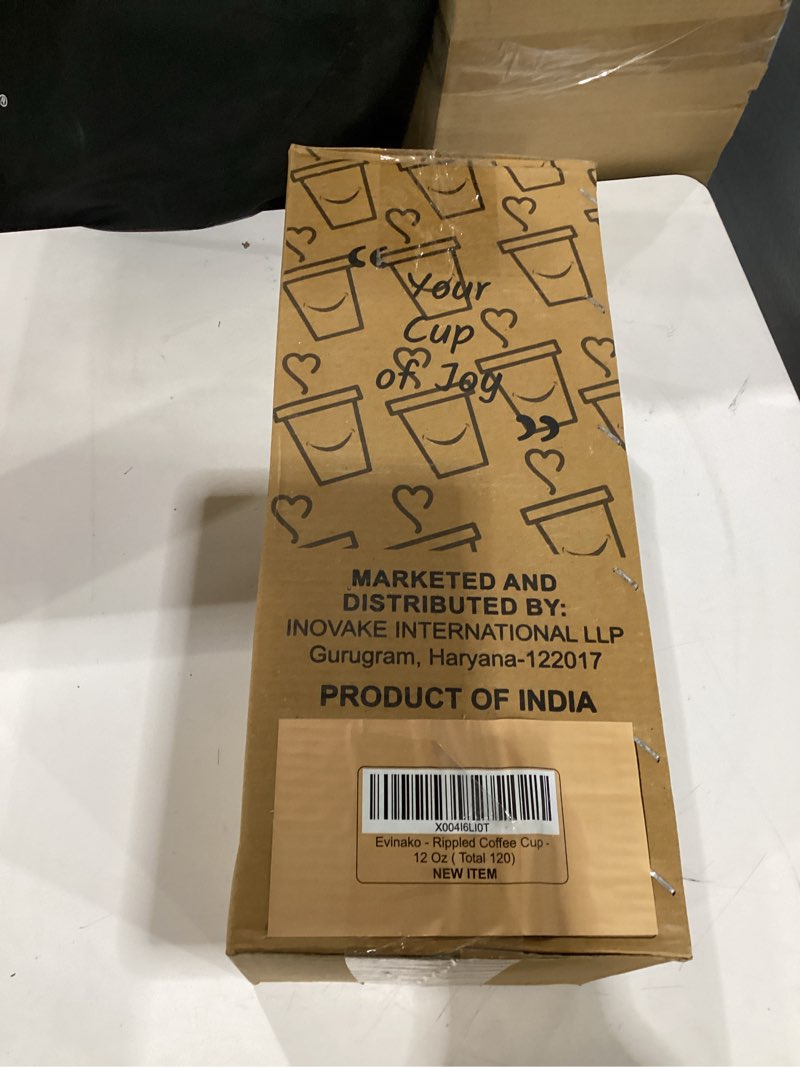 ®
“ Your
Cup
of Joy ”
MARKETED AND
DISTRIBUTED BY:
INOVAKE INTERNATIONAL LLP
Gurugram, Haryana-122017
PRODUCT OF INDIA
X004I6LI0T
Evinako - Rippled Coffee Cup -
12 Oz ( Total 120)
NEW ITEM